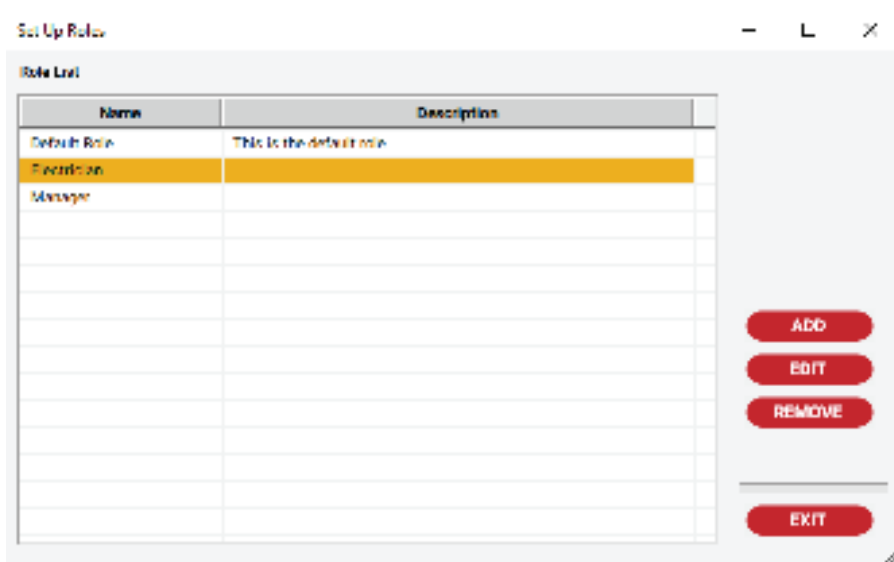 Set Up Roles
Role List
Name Description
Default Role This is the default role
Electrician
Manager
ADD
EDIT
REMOVE
EXIT